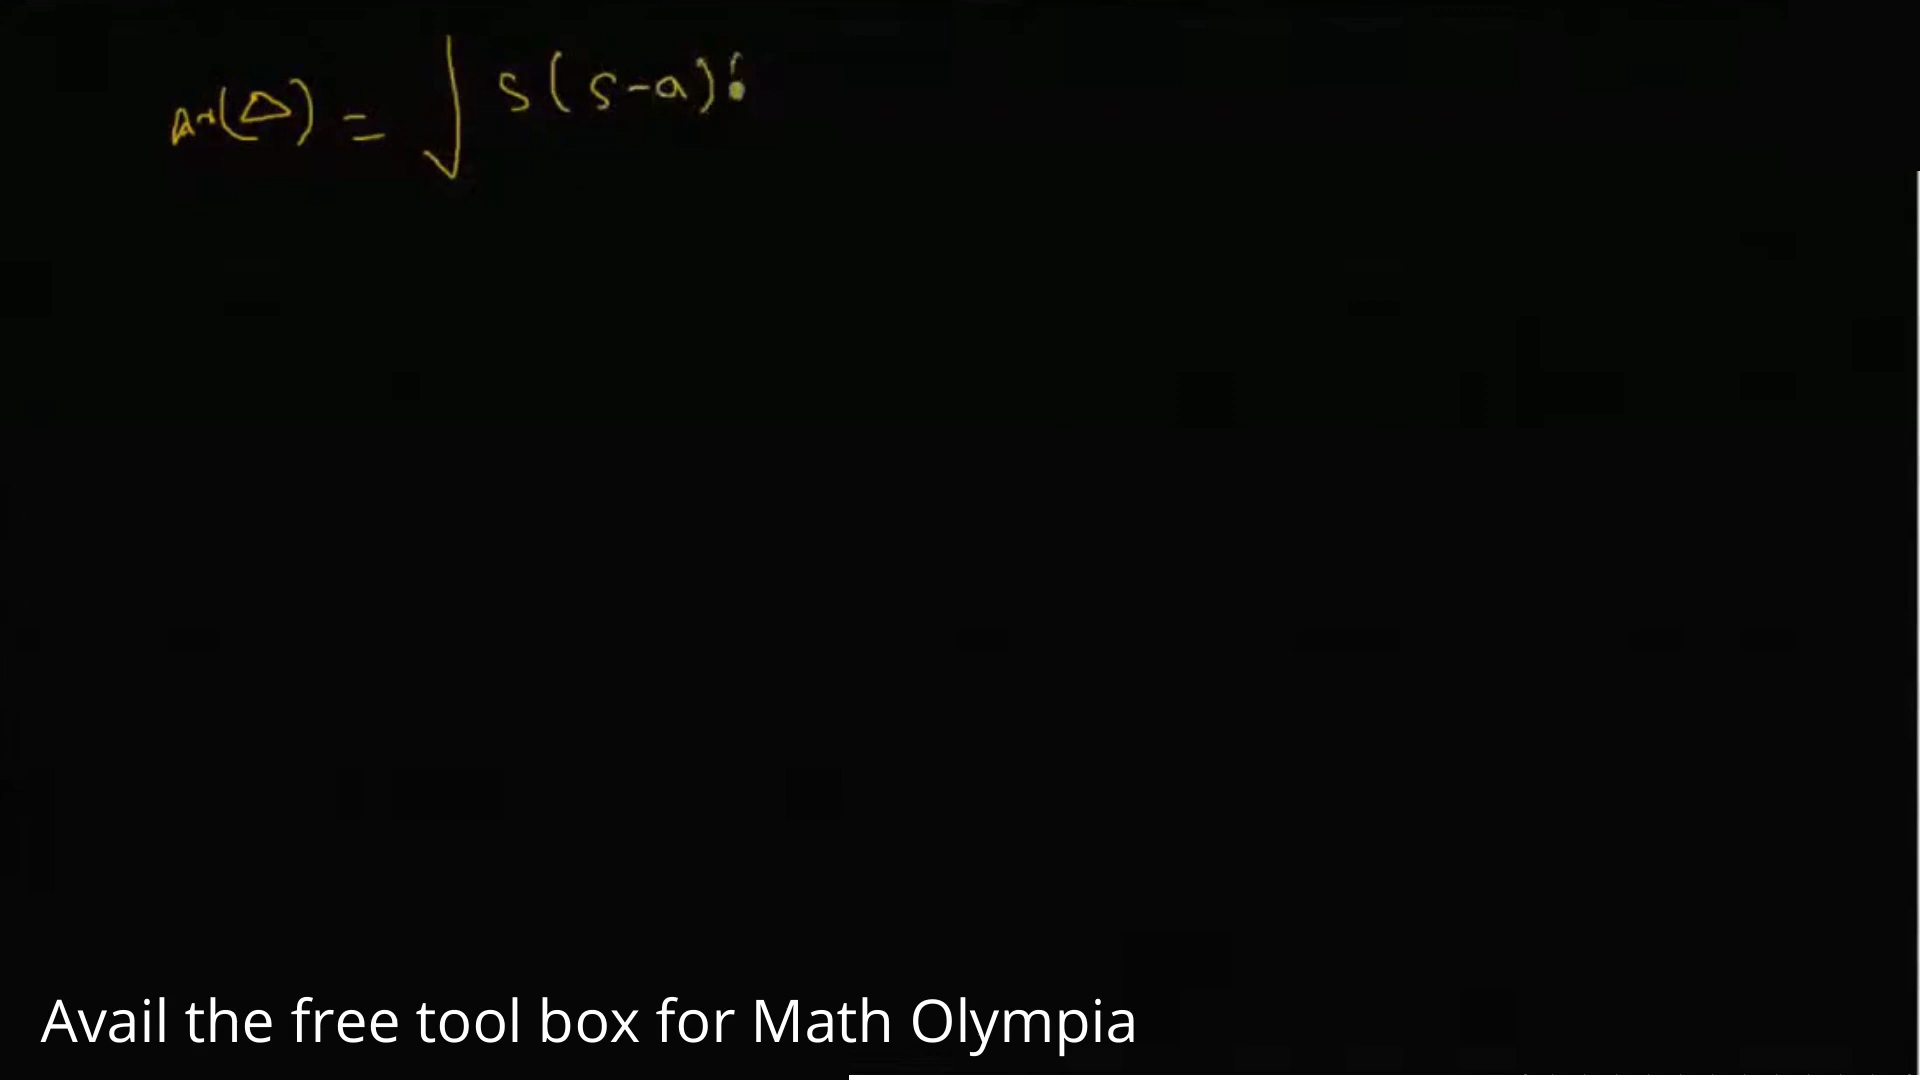 ar(△) = √ s(s-a)(
Avail the free tool box for Math Olympia